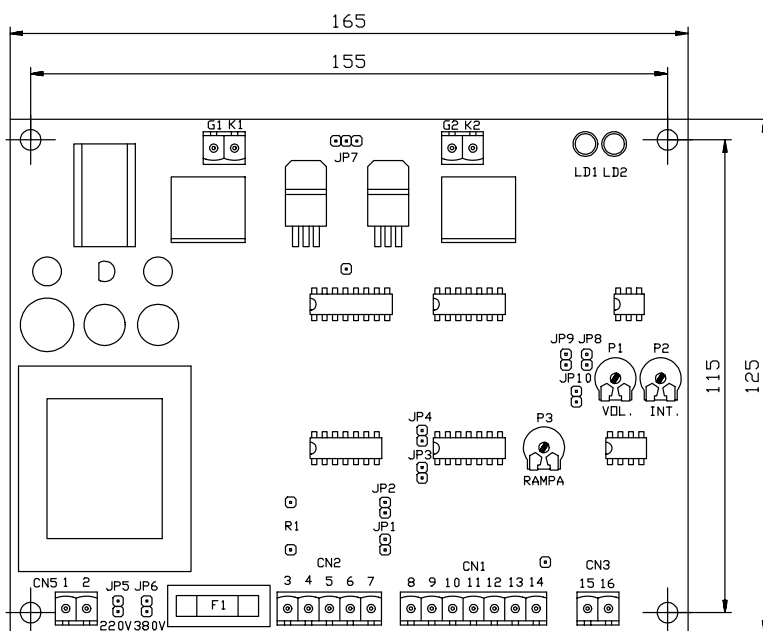 165
155
G1 K1
G2 K2
JP7
LD1 LD2
JP9 JP8
P1
P2
JP10
VOL.
INT.
115
125
JP4
P3
JP3
RAMPA
JP2
R1
JP1
CN2
CN1
CN3
CN5 1 2
JP5 JP6
F1
3 4 5 6 7
8 9 10 11 12 13 14
15 16
220V 380V